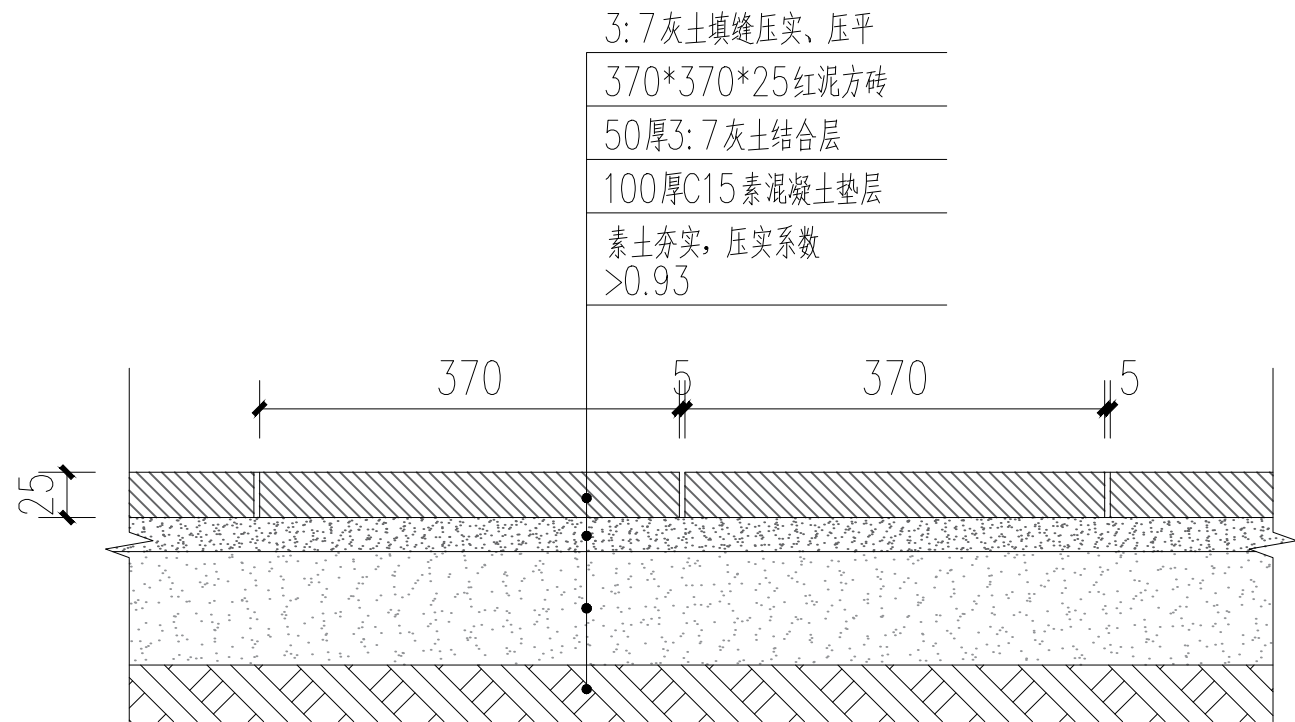 3:7灰土填缝压实、压平
370*370*25红泥方砖
50厚3:7灰土结合层
100厚C15素混凝土垫层
素土夯实，压实系数
>0.93
370 5 370 5
25